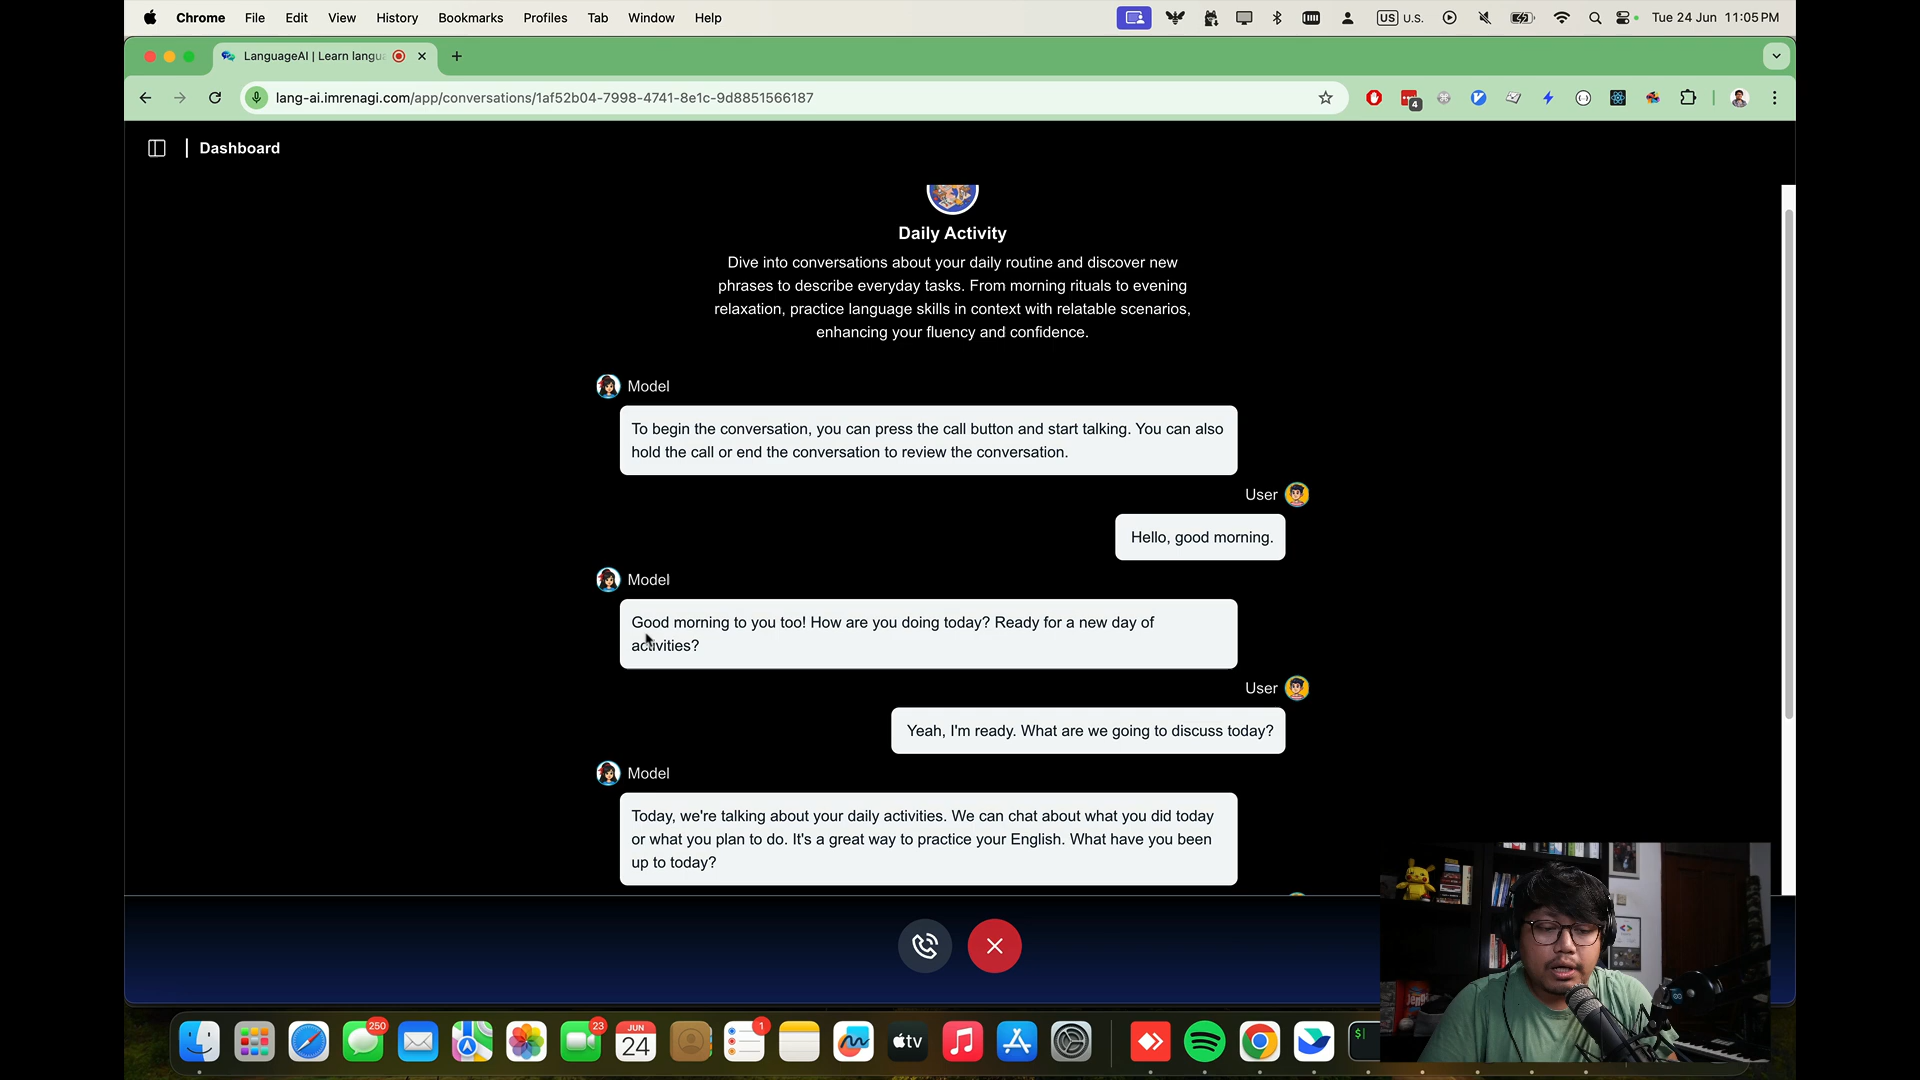 Chrome File Edit View History Bookmarks Profiles Tab Window Help US U.S. Tue 24 Jun 11:05 PM
LanguageAI | Learn langua
lang-ai.imrenagi.com/app/conversations/1af52b04-7998-4741-8e1c-9d8851566187
4
Dashboard
Daily Activity
Dive into conversations about your daily routine and discover new
phrases to describe everyday tasks. From morning rituals to evening
relaxation, practice language skills in context with relatable scenarios,
enhancing your fluency and confidence.
Model
To begin the conversation, you can press the call button and start talking. You can also
hold the call or end the conversation to review the conversation.
User
Hello, good morning.
Model
Good morning to you too! How are you doing today? Ready for a new day of
activities?
User
Yeah, I'm ready. What are we going to discuss today?
Model
Today, we're talking about your daily activities. We can chat about what you did today
or what you plan to do. It's a great way to practice your English. What have you been
up to today?
250 23 JUN 1
24
tv
$